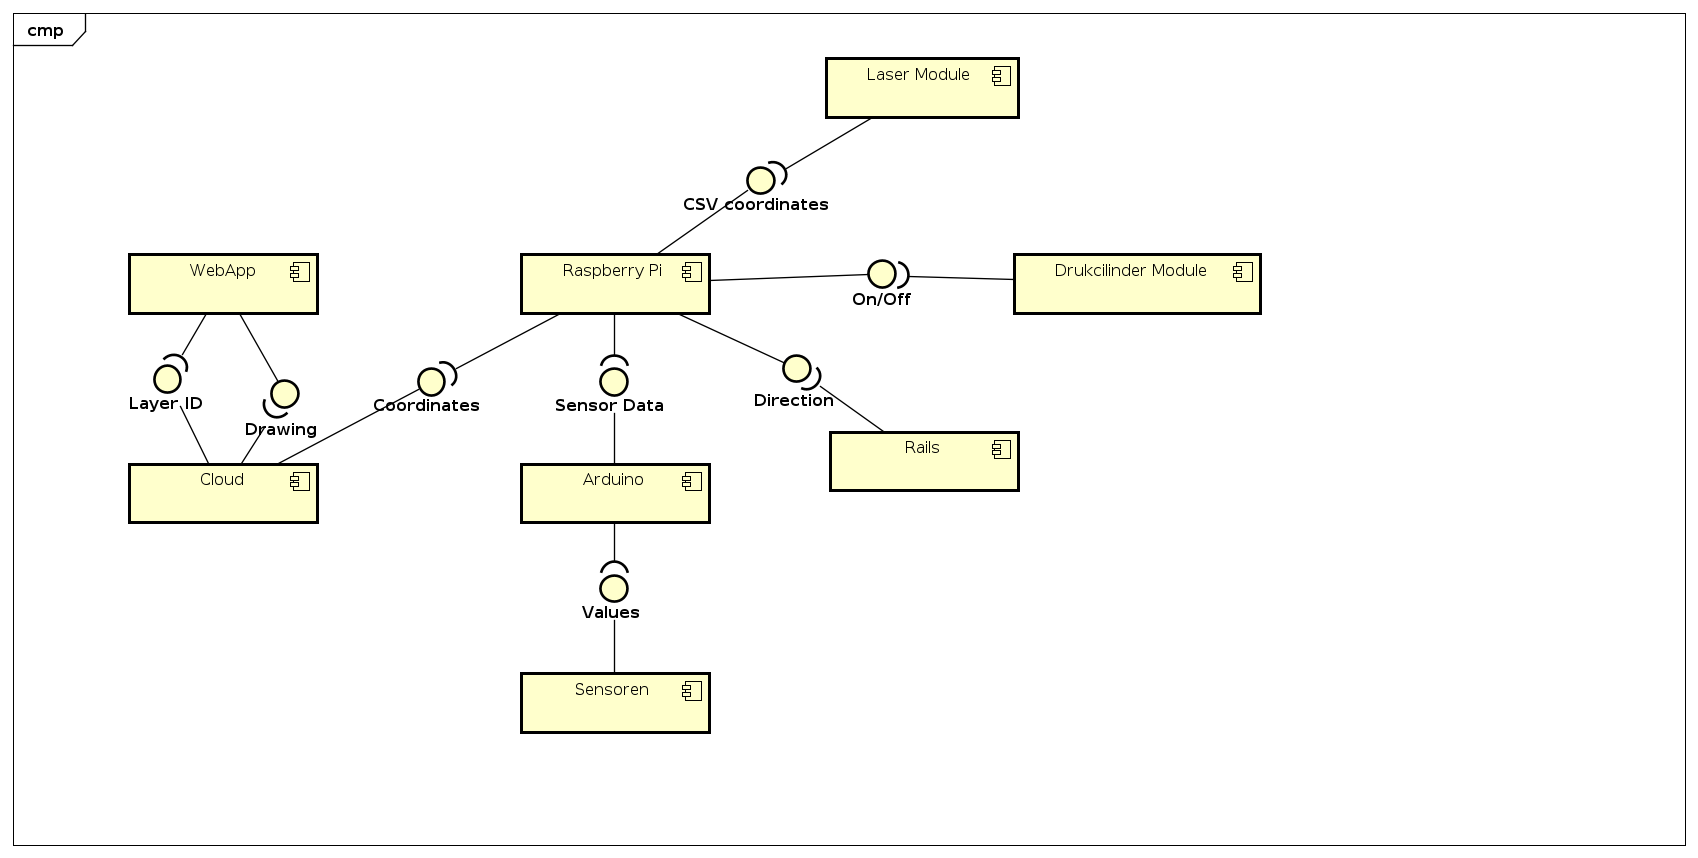 cmp
Laser Module
CSV coordinates
WebApp
Raspberry Pi
Drukcilinder Module
On/Off
Layer ID
Drawing
Coordinates
Sensor Data
Direction
Rails
Cloud
Arduino
Values
Sensoren